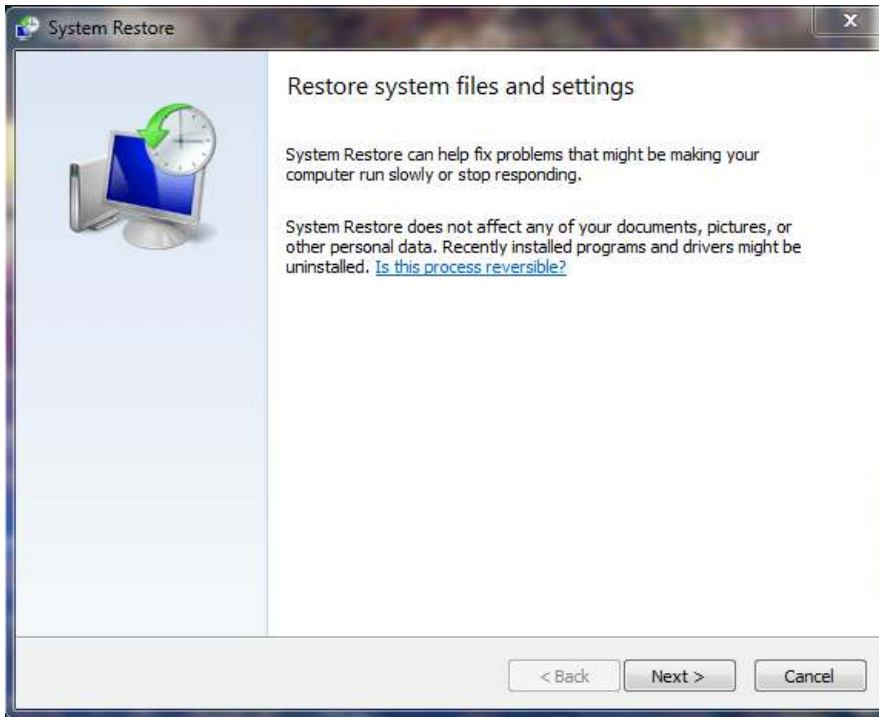 System Restore
Restore system files and settings
System Restore can help fix problems that might be making your
computer run slowly or stop responding.
System Restore does not affect any of your documents, pictures, or
other personal data. Recently installed programs and drivers might be
uninstalled. Is this process reversible?
< Back Next > Cancel